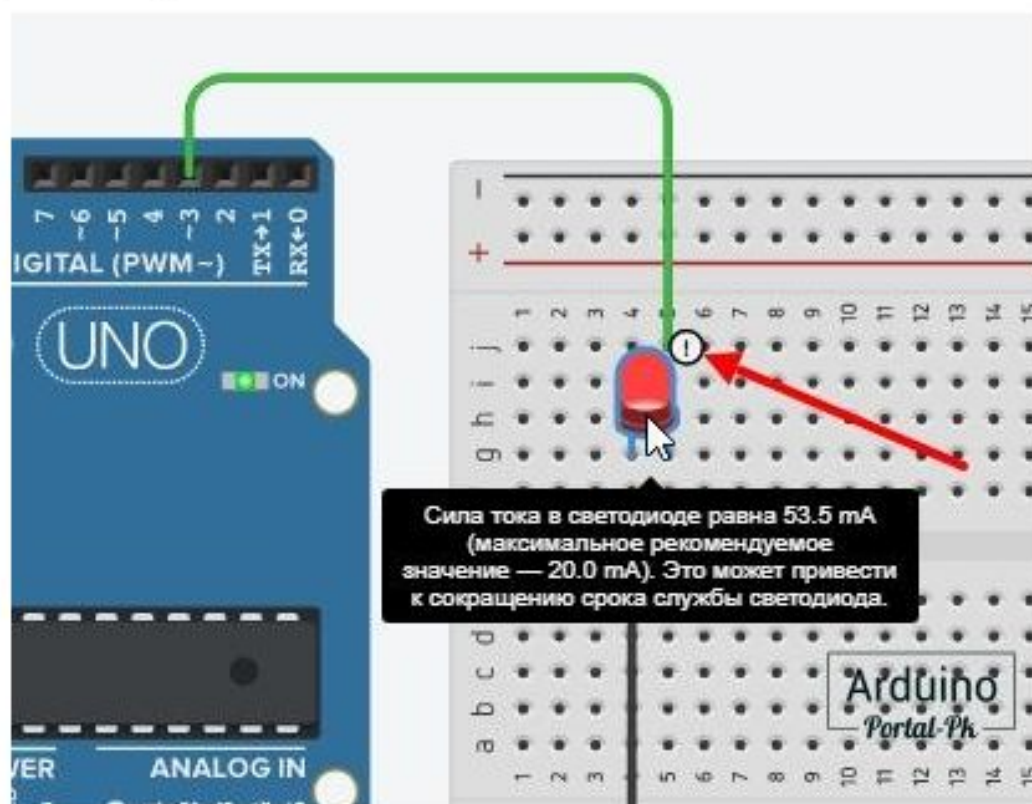 7 ~6 ~5 4 ~3 2 TX→1 RX←0
IGITAL (PWM~)
UNO
ON
−
+
1 2 3 4 5 6 7 8 9 10 11 12 13 14 15
j
i
h
g
Сила тока в светодиоде равна 53.5 mA
(максимальное рекомендуемое
значение — 20.0 mA). Это может привести
к сокращению срока службы светодиода.
d
c
b
a
Arduino
Portal-Pk
1 2 3 5 6 7 8 9 10 11 12 13 14 15
VER
ANALOG IN